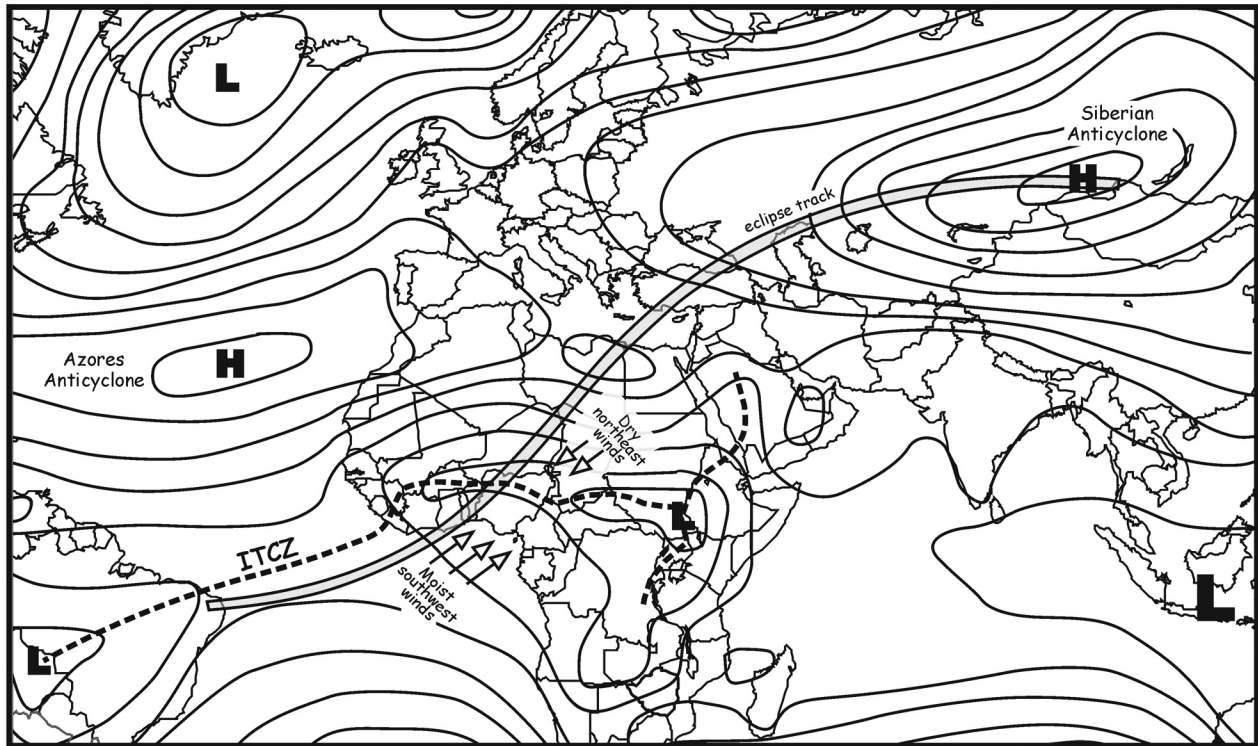 L
Siberian
Anticyclone
H
eclipse track
Azores
Anticyclone
H
Dry
northeast
winds
L
ITCZ
Moist
southwest
winds
L
L